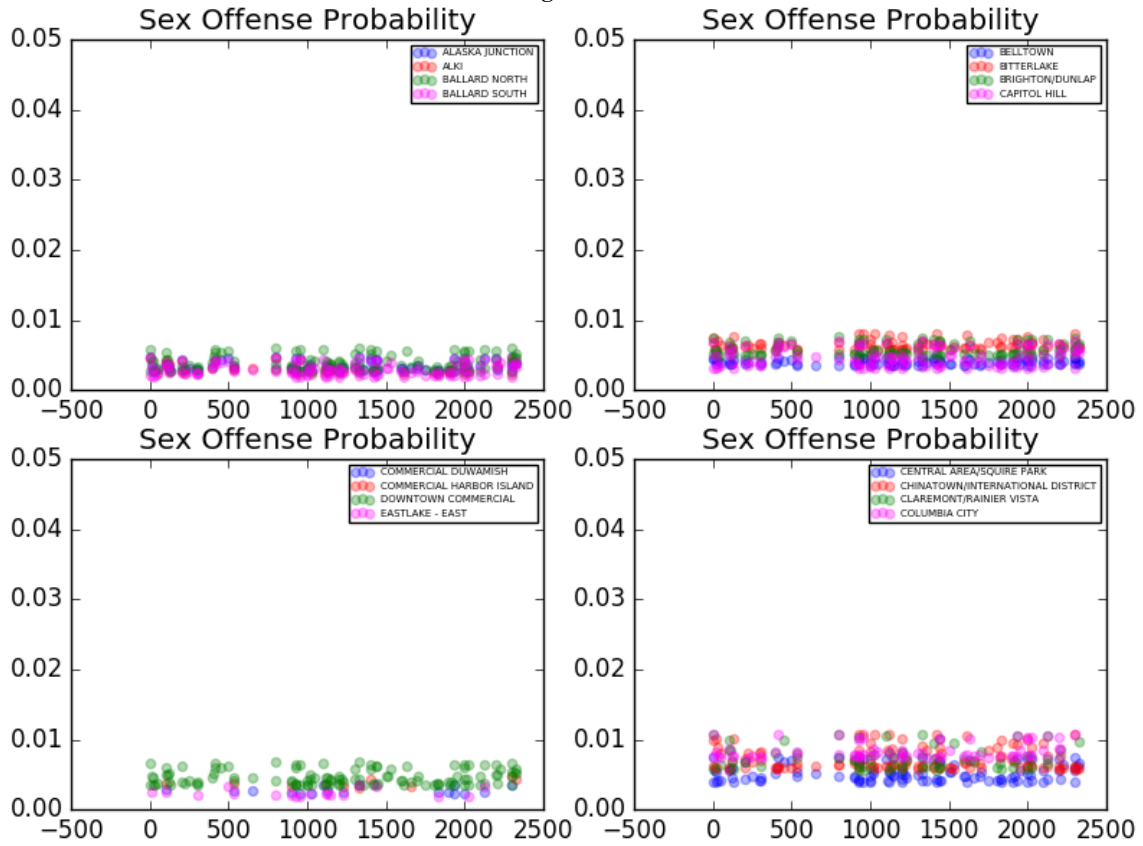 Sex Offense Probability
0.05
0.04
0.03
0.02
0.01
0.00
−500 0 500 1000 1500 2000 2500
ALASKA JUNCTION
ALKI
BALLARD NORTH
BALLARD SOUTH
Sex Offense Probability
0.05
0.04
0.03
0.02
0.01
0.00
−500 0 500 1000 1500 2000 2500
BELLTOWN
BITTERLAKE
BRIGHTON/DUNLAP
CAPITOL HILL
Sex Offense Probability
0.05
0.04
0.03
0.02
0.01
0.00
−500 0 500 1000 1500 2000 2500
COMMERCIAL DUWAMISH
COMMERCIAL HARBOR ISLAND
DOWNTOWN COMMERCIAL
EASTLAKE - EAST
Sex Offense Probability
0.05
0.04
0.03
0.02
0.01
0.00
−500 0 500 1000 1500 2000 2500
CENTRAL AREA/SQUIRE PARK
CHINATOWN/INTERNATIONAL DISTRICT
CLAREMONT/RAINIER VISTA
COLUMBIA CITY